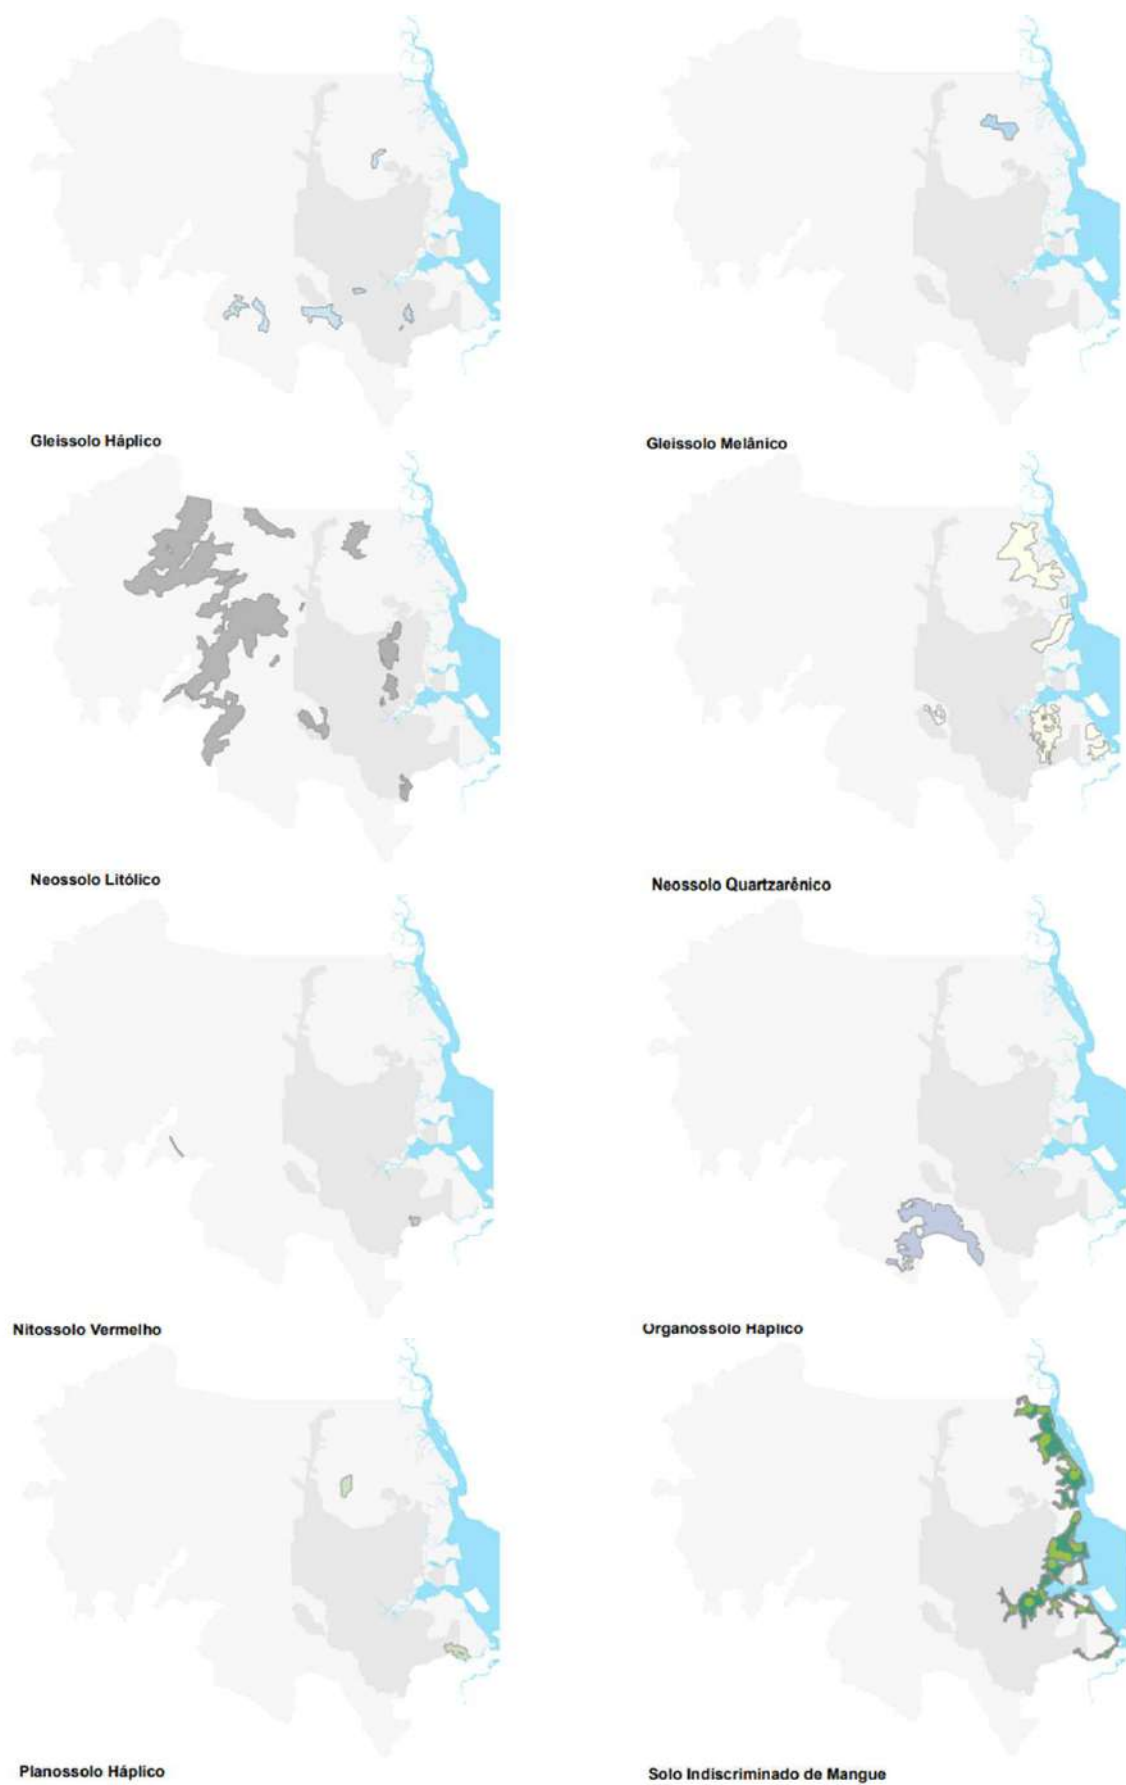 Gleissolo Háplico
Gleissolo Melânico
Neossolo Litólico
Neossolo Quartzarênico
Nitossolo Vermelho
Organossolo Háplico
Planossolo Háplico
Solo Indiscriminado de Mangue